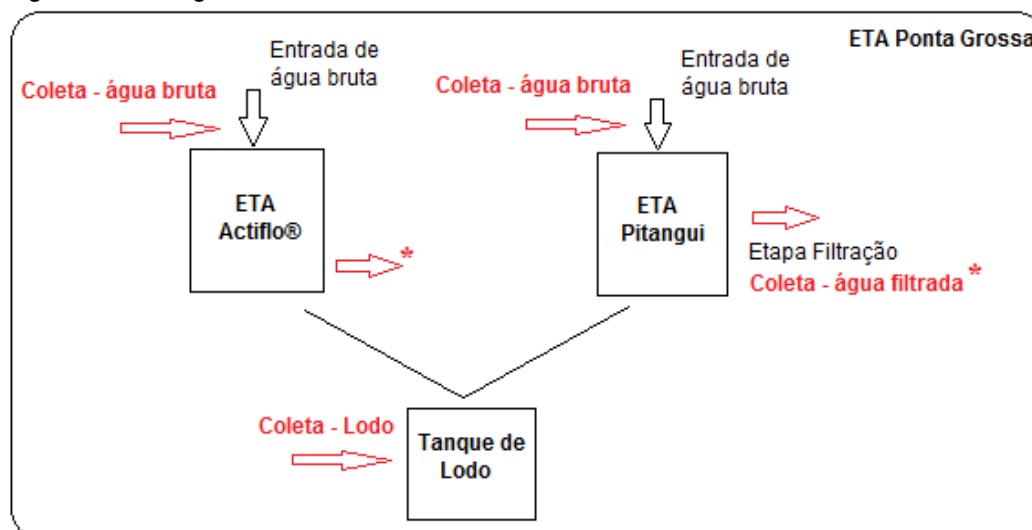 ETA Ponta Grossa
Entrada de
água bruta
Coleta - água bruta
Entrada de
água bruta
Coleta - água bruta
ETA
Actiflo®
*
ETA
Pitangui
Etapa Filtração
Coleta - água filtrada *
Coleta - Lodo
Tanque de
Lodo